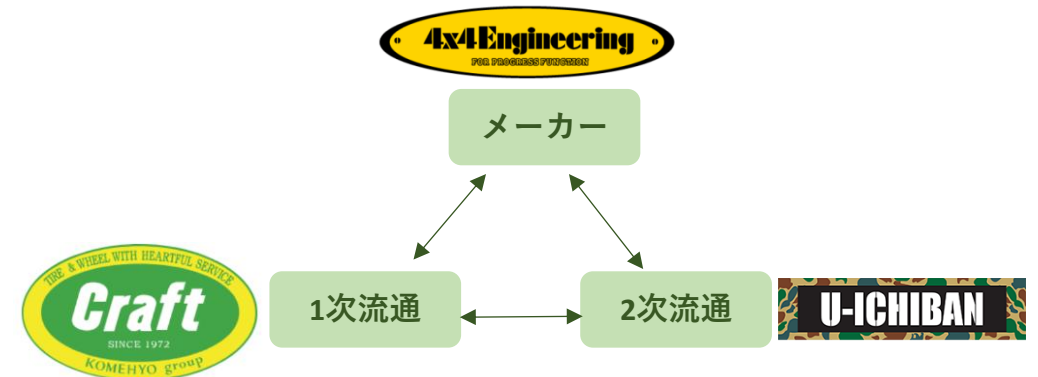 4x4Engineering
FOR PROGRESS FUNCTION
メーカー
TIRE & WHEEL WITH HEARTFUL SERVICE
Craft
SINCE 1972
KOMEHYO group
1次流通
2次流通
U-ICHIBAN